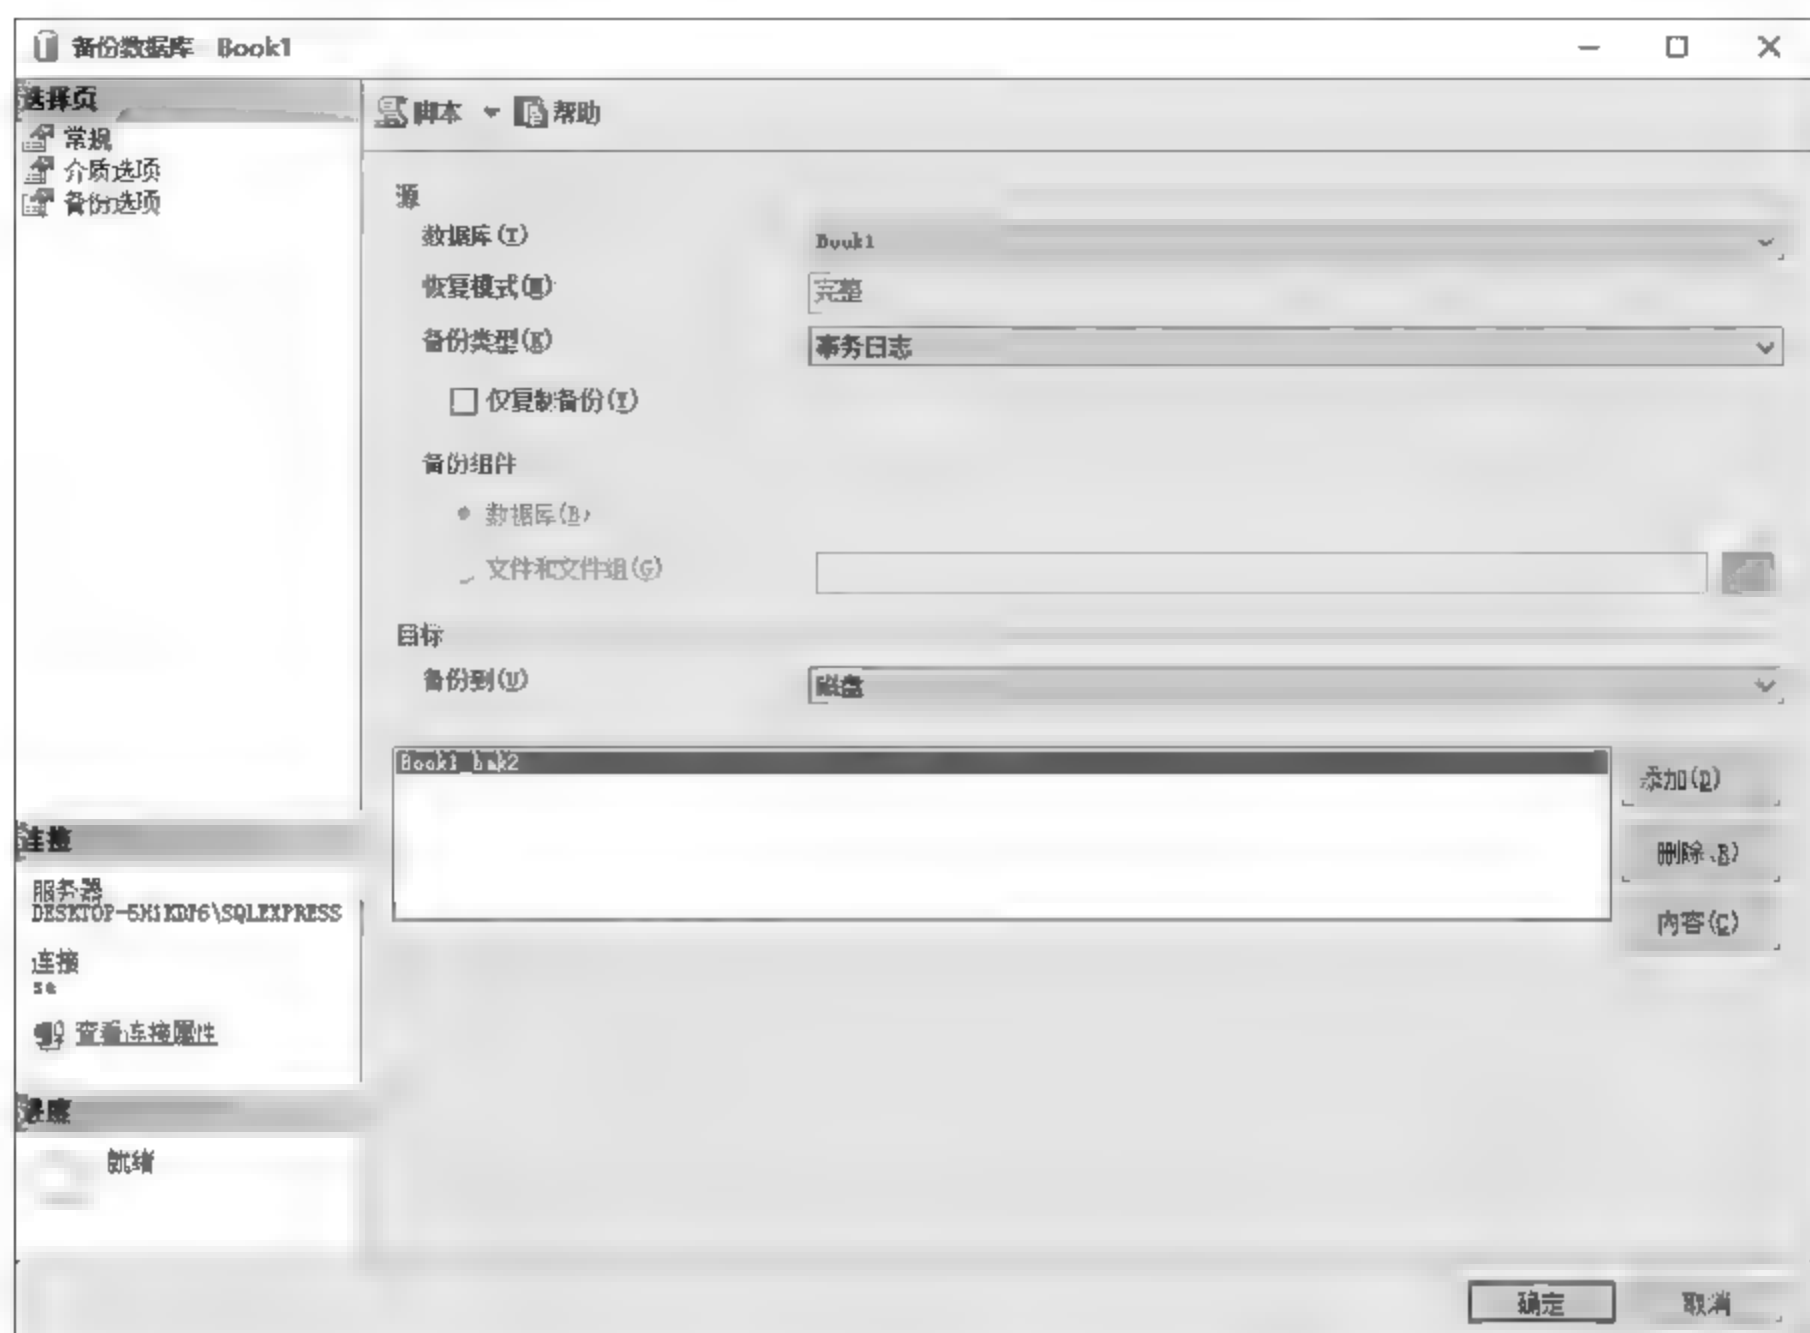 备份数据库 Book1
选择页
常规
介质选项
备份选项
脚本 帮助
源
数据库(T) Book1
恢复模式(M) 完整
备份类型(K) 事务日志
仅复制备份(Y)
备份组件
数据库(B)
文件和文件组(G)
目标
备份到(U) 磁盘
Book1_bak2
添加(D)
删除(R)
内容(C)
连接
服务器
\SQLEXPRESS
连接
sa
查看连接属性
进度
就绪
确定 取消